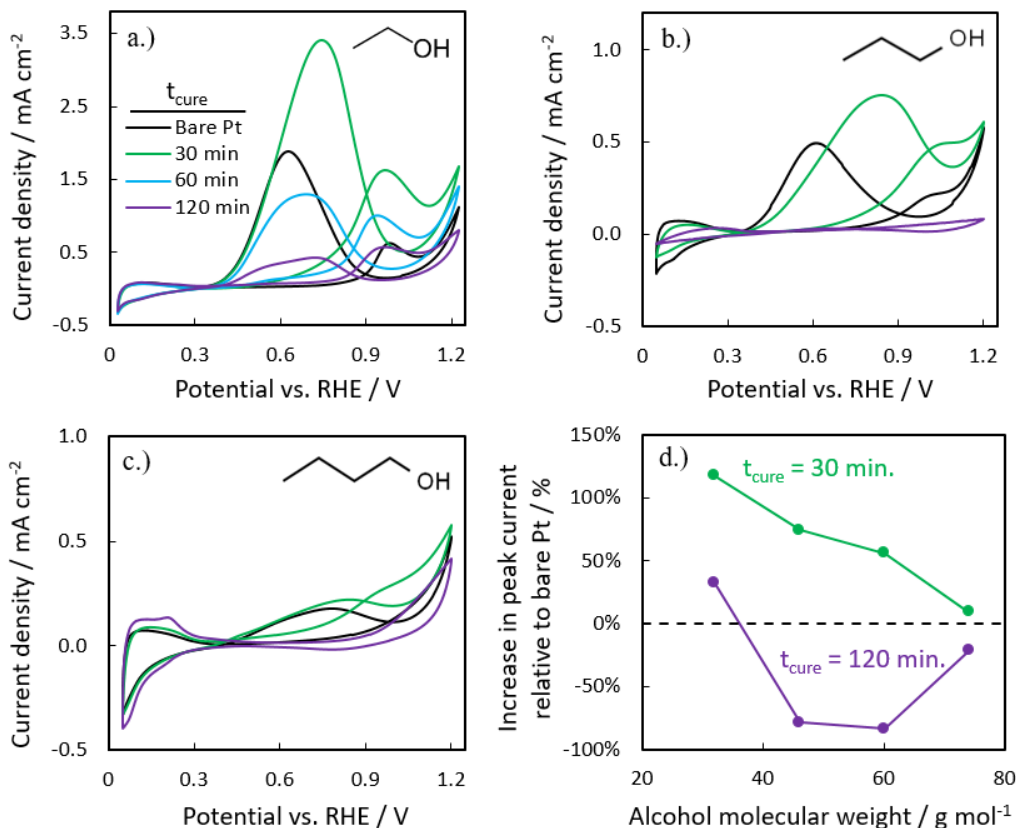 a.)
OH
t_cure
Bare Pt
30 min
60 min
120 min
3.5
2.5
1.5
0.5
-0.5
0
0.3
0.6
0.9
1.2
Current density / mA cm⁻²
Potential vs. RHE / V
b.)
OH
1.0
0.5
0.0
-0.5
0
0.3
0.6
0.9
1.2
Current density / mA cm⁻²
Potential vs. RHE / V
c.)
OH
1.0
0.5
0.0
-0.5
0
0.3
0.6
0.9
1.2
Current density / mA cm⁻²
Potential vs. RHE / V
d.)
t_cure = 30 min.
t_cure = 120 min.
150%
100%
50%
0%
-50%
-100%
20
40
60
80
Increase in peak current
relative to bare Pt / %
Alcohol molecular weight / g mol⁻¹